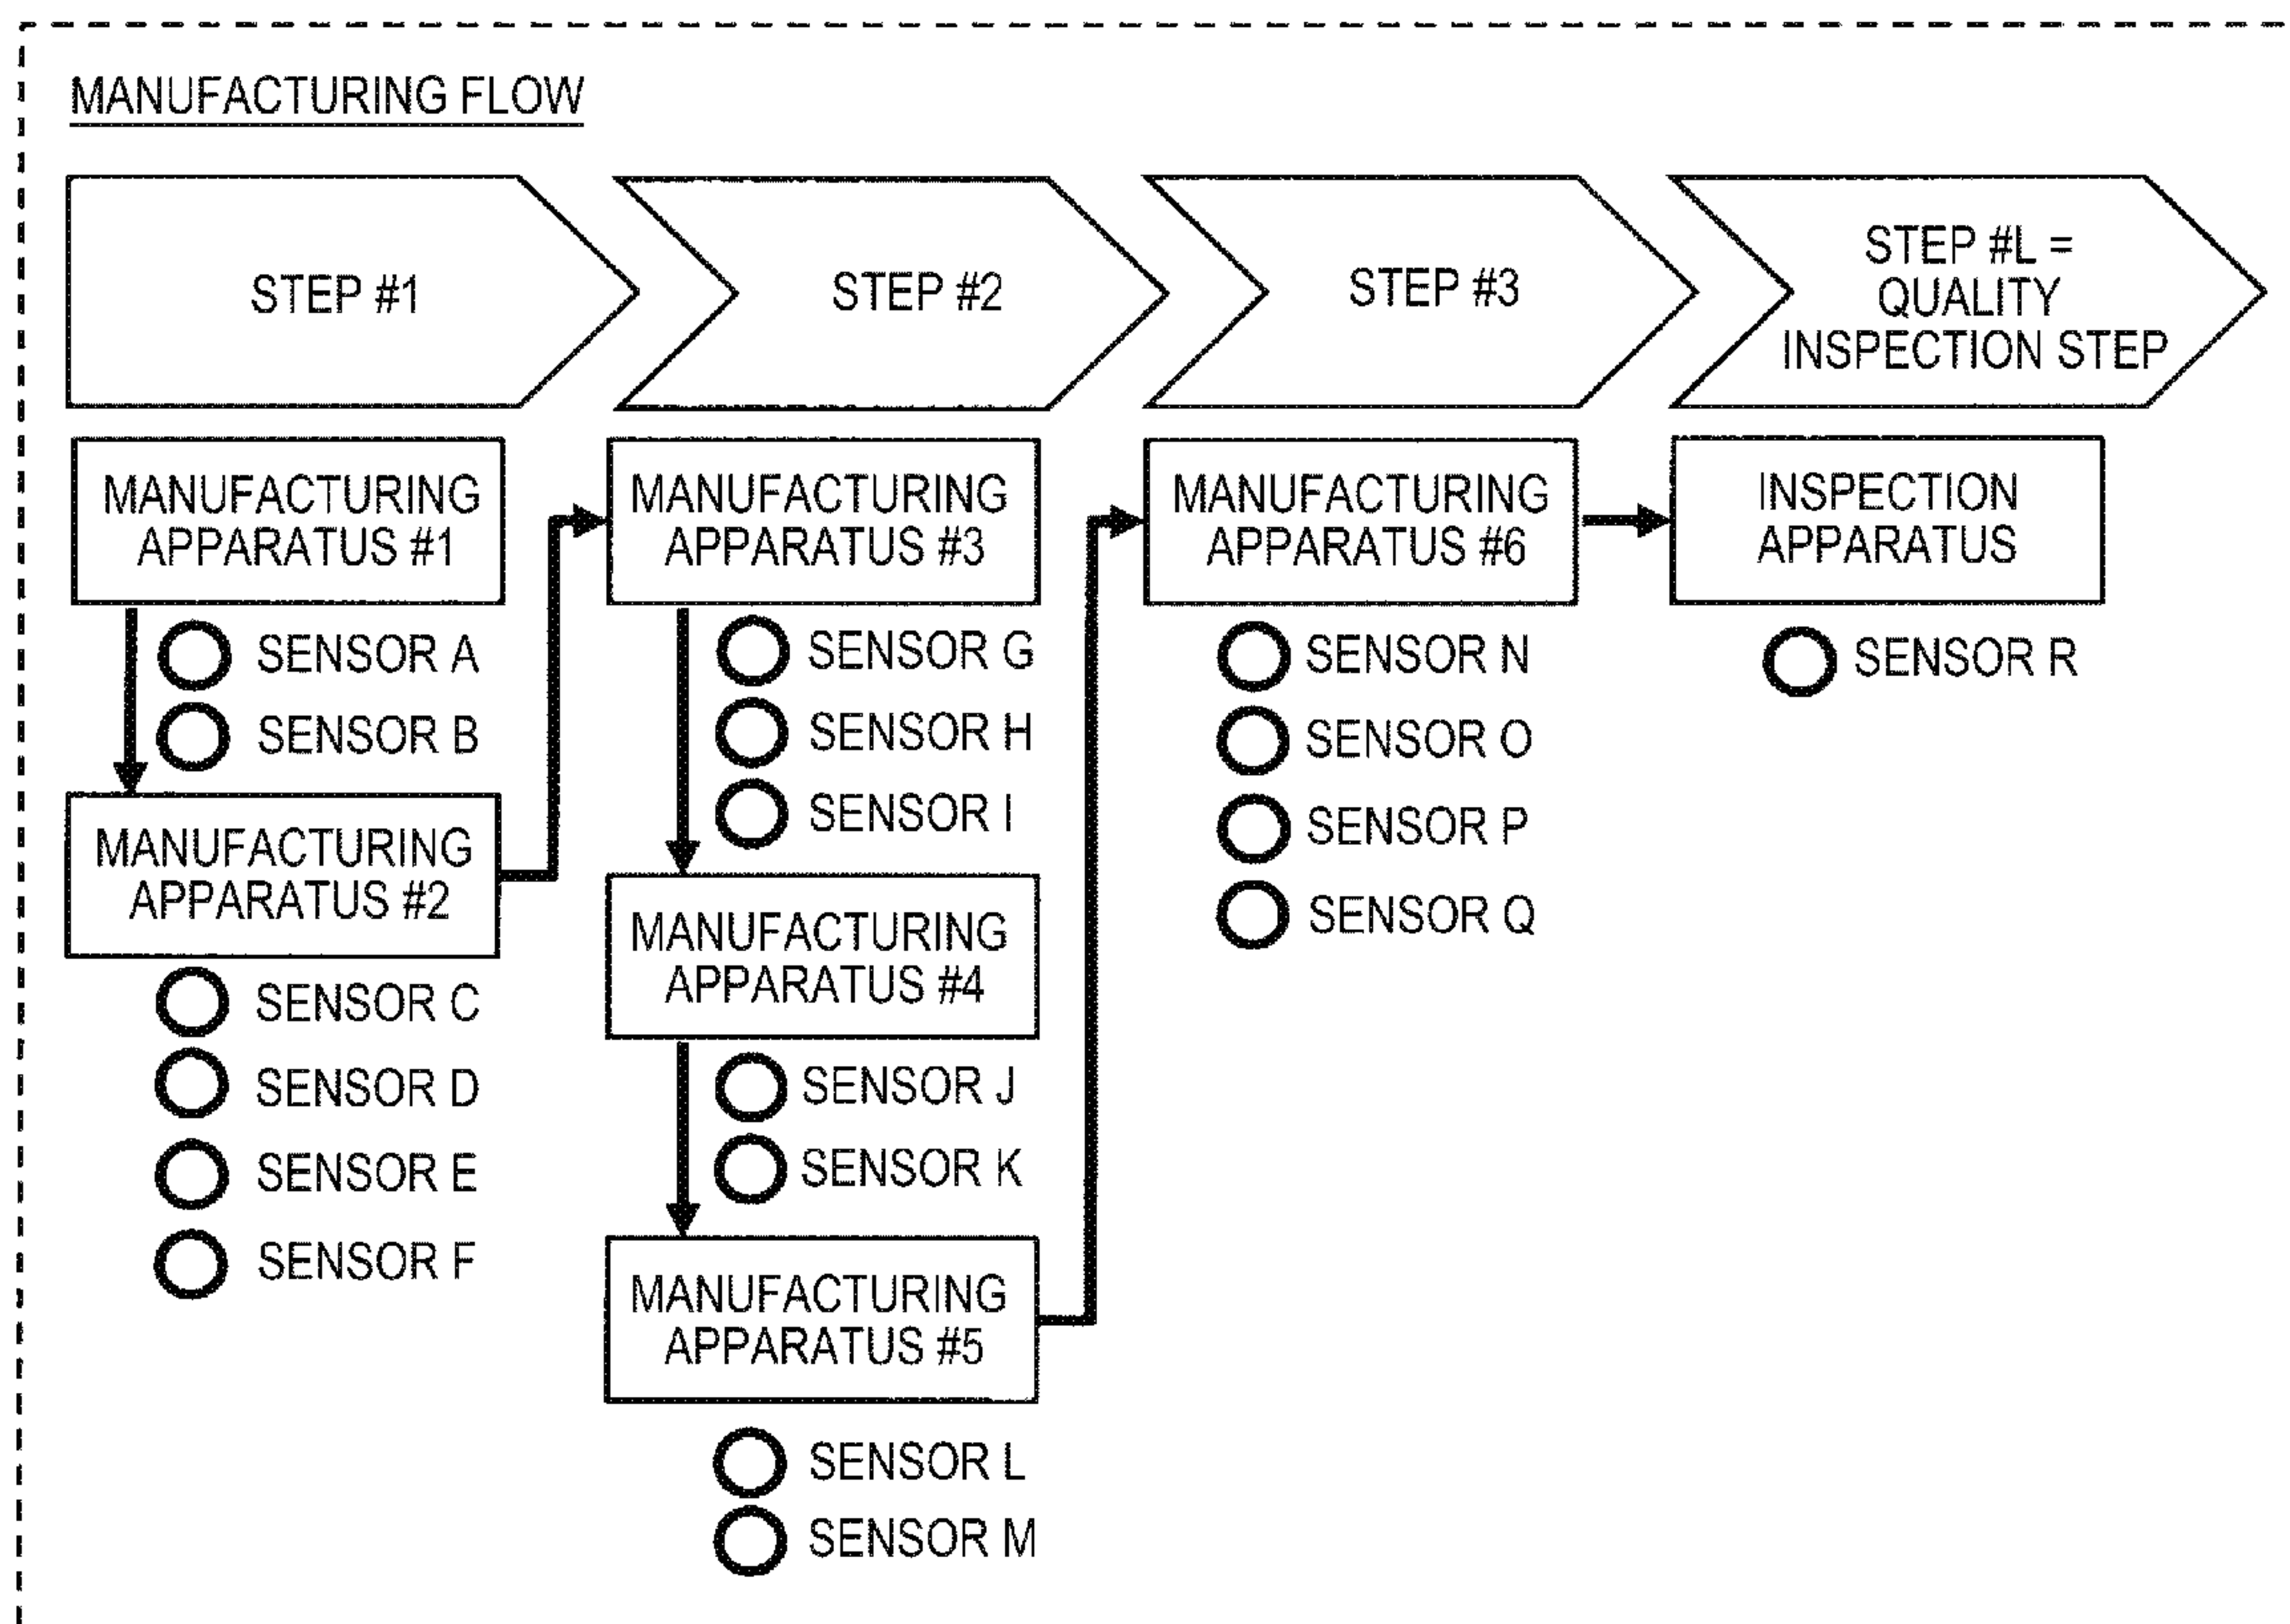 MANUFACTURING FLOW
STEP #1
STEP #2
STEP #3
STEP #L =
QUALITY
INSPECTION STEP
MANUFACTURING
APPARATUS #1
SENSOR A
SENSOR B
MANUFACTURING
APPARATUS #2
SENSOR C
SENSOR D
SENSOR E
SENSOR F
MANUFACTURING
APPARATUS #3
SENSOR G
SENSOR H
SENSOR I
MANUFACTURING
APPARATUS #4
SENSOR J
SENSOR K
MANUFACTURING
APPARATUS #5
SENSOR L
SENSOR M
MANUFACTURING
APPARATUS #6
SENSOR N
SENSOR O
SENSOR P
SENSOR Q
INSPECTION
APPARATUS
SENSOR R